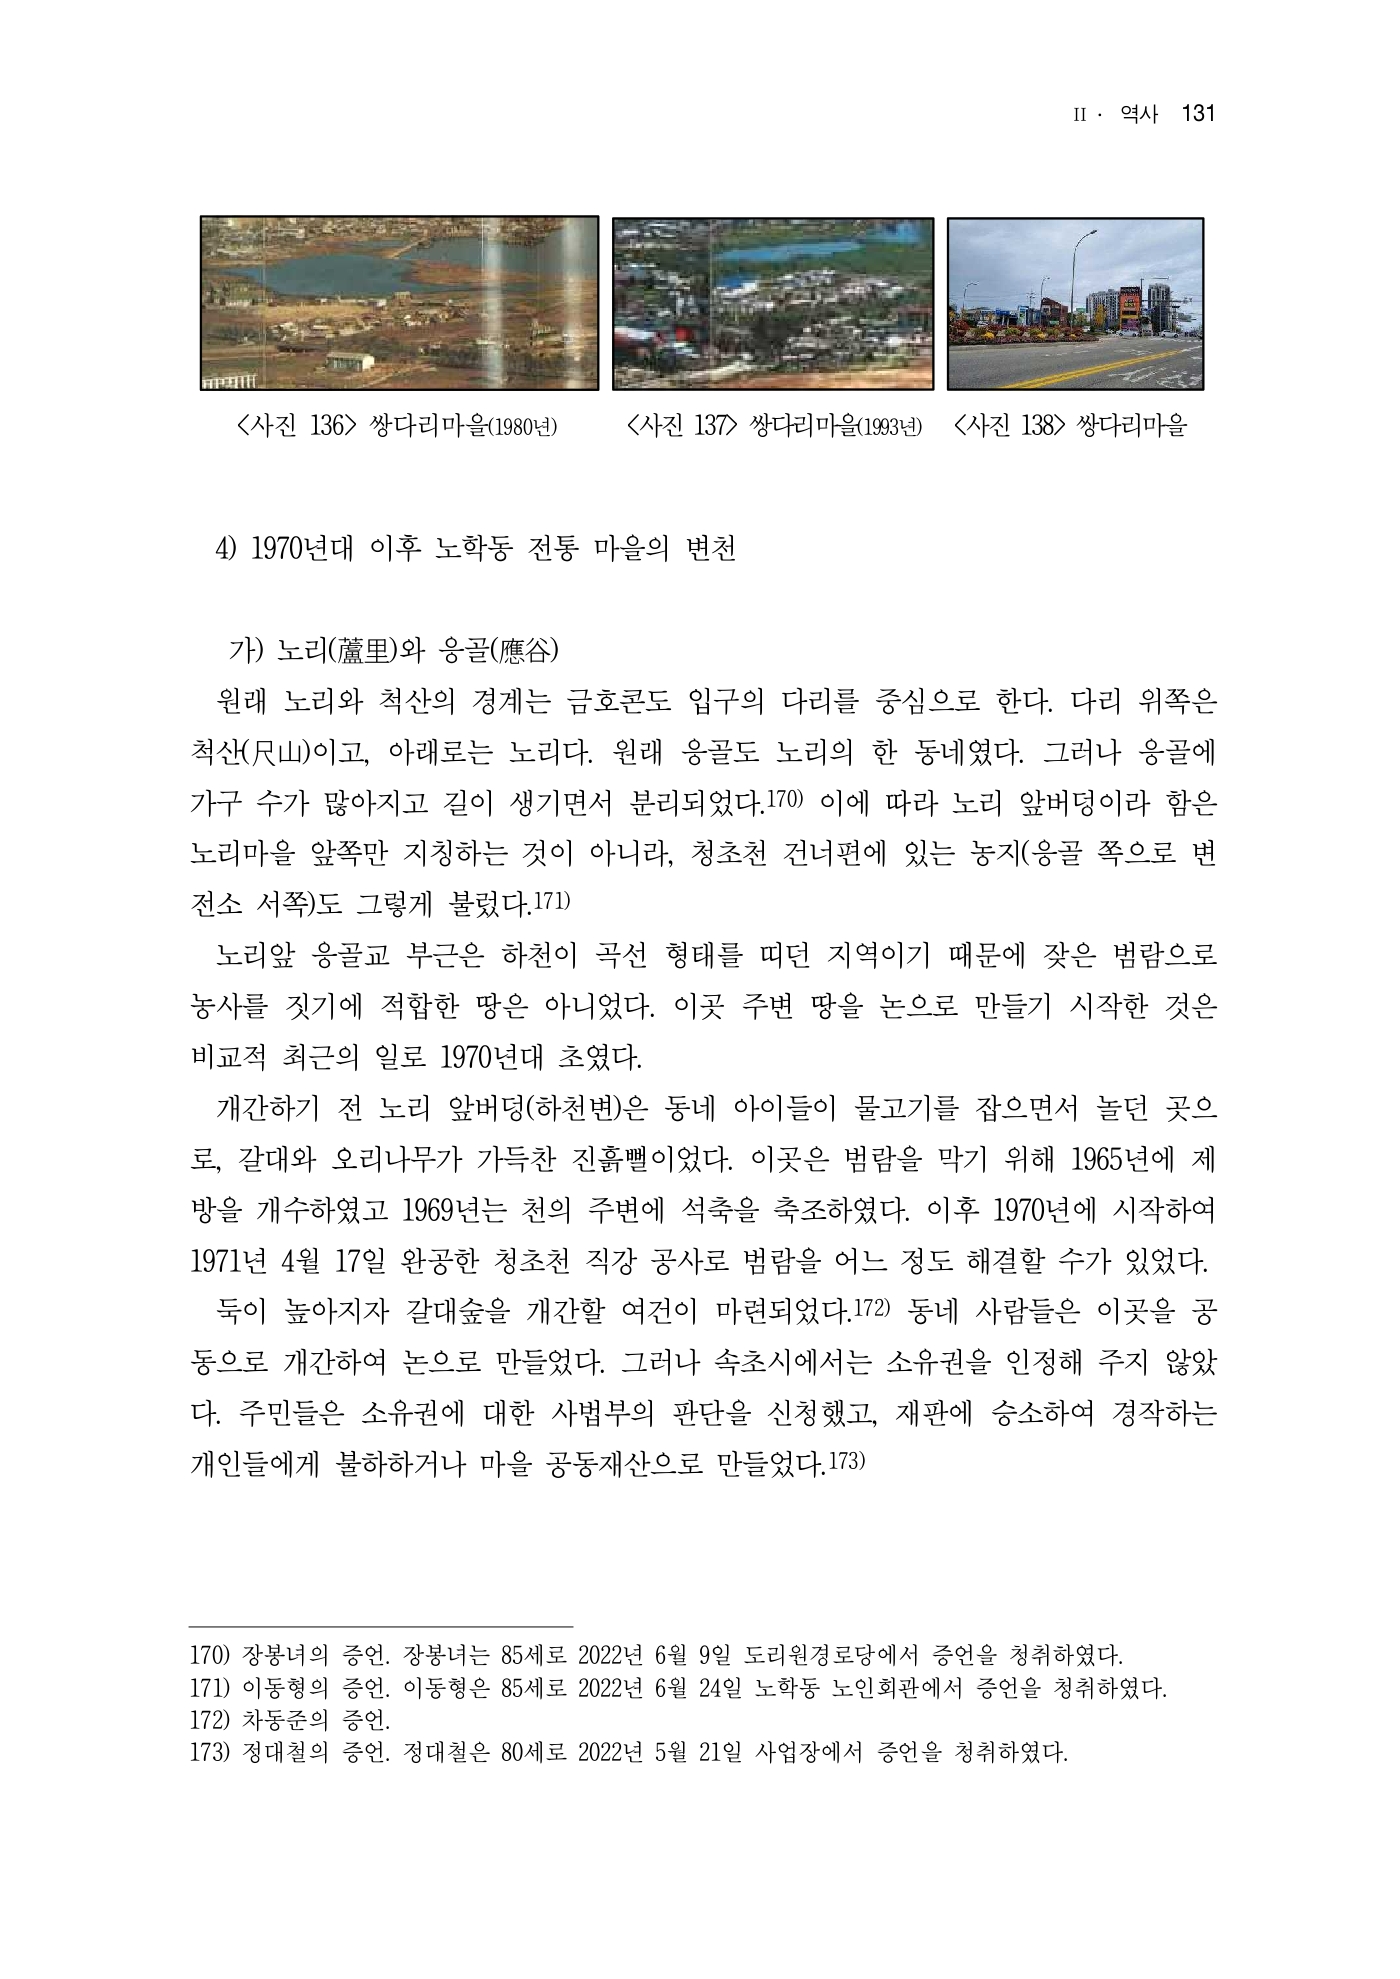 II · 역사 131
<사진 136> 쌍다리마을(1980년)
<사진 137> 쌍다리마을(1993년)
<사진 138> 쌍다리마을
4) 1970년대 이후 노학동 전통 마을의 변천
가) 노리(蘆里)와 응골(應谷)
원래 노리와 척산의 경계는 금호콘도 입구의 다리를 중심으로 한다. 다리 위쪽은
척산(尺山)이고, 아래로는 노리다. 원래 응골도 노리의 한 동네였다. 그러나 응골에
가구 수가 많아지고 길이 생기면서 분리되었다.170) 이에 따라 노리 앞버덩이라 함은
노리마을 앞쪽만 지칭하는 것이 아니라, 청초천 건너편에 있는 농지(응골 쪽으로 변
전소 서쪽)도 그렇게 불렀다.171)
노리앞 응골교 부근은 하천이 곡선 형태를 띠던 지역이기 때문에 잦은 범람으로
농사를 짓기에 적합한 땅은 아니었다. 이곳 주변 땅을 논으로 만들기 시작한 것은
비교적 최근의 일로 1970년대 초였다.
개간하기 전 노리 앞버덩(하천변)은 동네 아이들이 물고기를 잡으면서 놀던 곳으
로, 갈대와 오리나무가 가득찬 진흙뻘이었다. 이곳은 범람을 막기 위해 1965년에 제
방을 개수하였고 1969년는 천의 주변에 석축을 축조하였다. 이후 1970년에 시작하여
1971년 4월 17일 완공한 청초천 직강 공사로 범람을 어느 정도 해결할 수가 있었다.
둑이 높아지자 갈대숲을 개간할 여건이 마련되었다.172) 동네 사람들은 이곳을 공
동으로 개간하여 논으로 만들었다. 그러나 속초시에서는 소유권을 인정해 주지 않았
다. 주민들은 소유권에 대한 사법부의 판단을 신청했고, 재판에 승소하여 경작하는
개인들에게 불하하거나 마을 공동재산으로 만들었다.173)
170) 장봉녀의 증언. 장봉녀는 85세로 2022년 6월 9일 도리원경로당에서 증언을 청취하였다.
171) 이동형의 증언. 이동형은 85세로 2022년 6월 24일 노학동 노인회관에서 증언을 청취하였다.
172) 차동준의 증언.
173) 정대철의 증언. 정대철은 80세로 2022년 5월 21일 사업장에서 증언을 청취하였다.